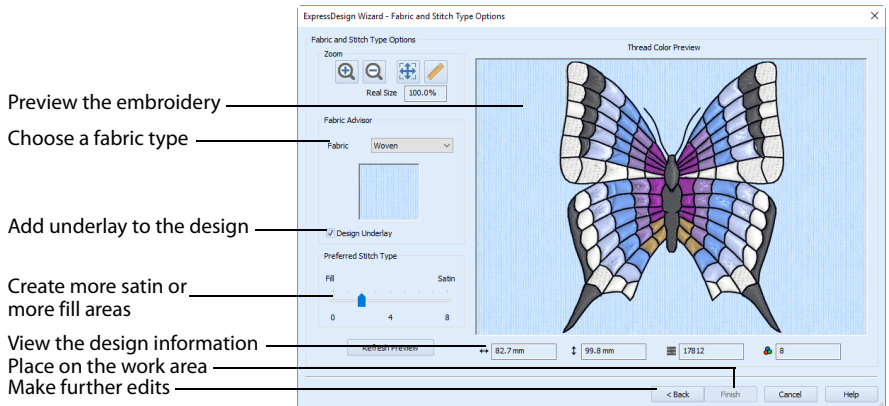 ExpressDesign Wizard - Fabric and Stitch Type Options
Fabric and Stitch Type Options
Zoom
Real Size 100.0%
Thread Color Preview
Preview the embroidery
Fabric Advisor
Choose a fabric type
Fabric Woven
Add underlay to the design
Design Underlay
Preferred Stitch Type
Fill Satin
Create more satin or
more fill areas
0 4 8
View the design information
Refresh Preview
82.7 mm 99.8 mm 17812 8
Place on the work area
Make further edits
< Back Finish Cancel Help